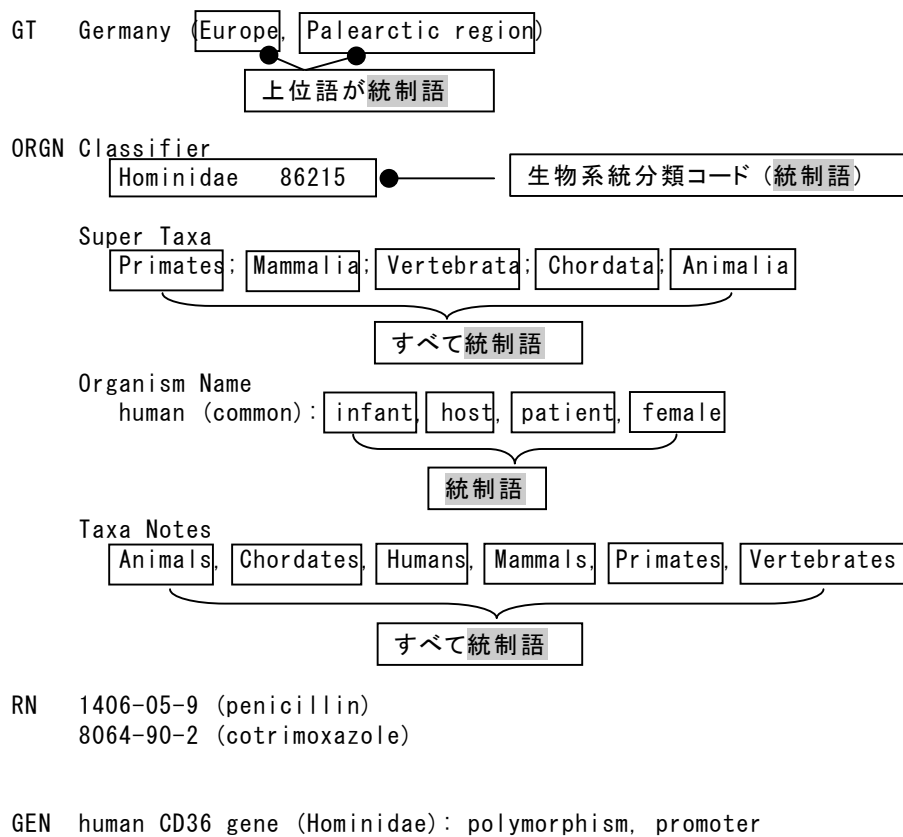 GT Germany (Europe, Palearctic region)
上位語が統制語
ORGN Classifier
Hominidae 86215
生物系統分類コード (統制語)
Super Taxa
Primates; Mammalia; Vertebrata; Chordata; Animalia
すべて統制語
Organism Name
human (common): infant, host, patient, female
統制語
Taxa Notes
Animals, Chordates, Humans, Mammals, Primates, Vertebrates
すべて統制語
RN 1406-05-9 (penicillin)
8064-90-2 (cotrimoxazole)
GEN human CD36 gene (Hominidae): polymorphism, promoter